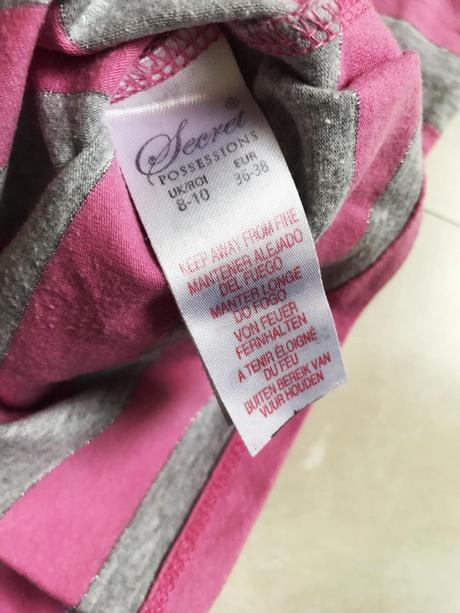 Secret®
POSSESSIONS
UK/ROI EUR
8-10 36-38
KEEP AWAY FROM FIRE
MANTENER ALEJADO
DEL FUEGO
MANTER LONGE
DO FOGO
VON FEUER
FERNHALTEN
A TENIR ÉLOIGNÉ
DU FEU
BUITEN BEREIK VAN
VUUR HOUDEN